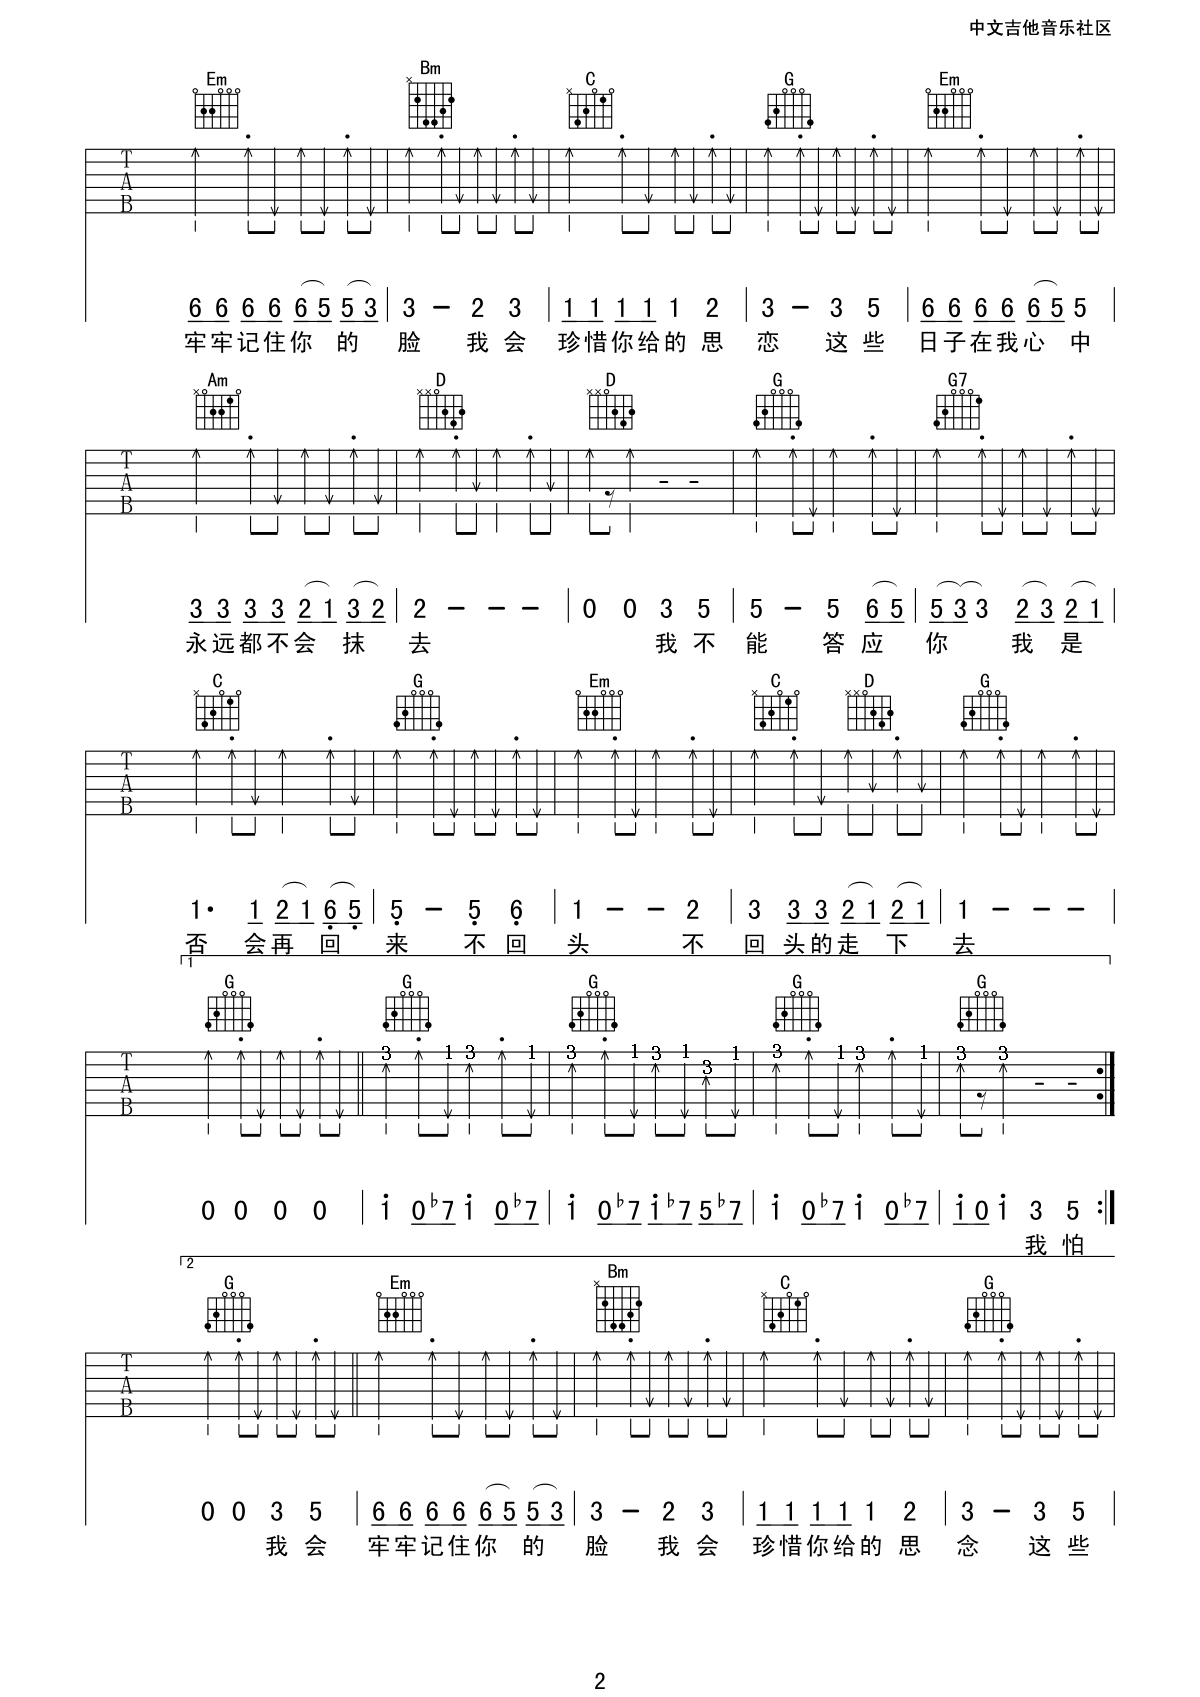 中文吉他音乐社区
Em Bm C G Em
T
A
B
6 6 6 6 6 5 5 3 | 3 － 2 3 | 1 1 1 1 1 2 | 3 － 3 5 | 6 6 6 6 6 5 5 |
牢牢记住你 的 脸 我会 珍惜你给的思 恋 这些 日子在我心 中
Am D D G G7
T
A
B
3 3 3 3 2 1 3 2 | 2 － － － | 0 0 3 5 | 5 － 5 6 5 | 5 3 3 2 3 2 1 |
永远都不会 抹 去 我不 能 答应 你 我 是
C G Em C D G
T
A
B
1· 1 2 1 6 5 | 5 － 5 6 | 1 － － 2 | 3 3 3 2 1 2 1 | 1 － － － |
否 会再 回 来 不回 头 不 回头的走 下 去
1
G G G G G
3 1 3 1 3 1 3 1 3 1 3 1 3 1 3 3
T
A
B
0 0 0 0 | 1 0 ♭7 1 0 ♭7 | 1 0 ♭7 1 ♭7 5 ♭7 | 1 0 ♭7 1 0 ♭7 | 1 0 1 3 5 :|
我怕
2
G Em Bm C G
T
A
B
0 0 3 5 | 6 6 6 6 6 5 5 3 | 3 － 2 3 | 1 1 1 1 1 2 | 3 － 3 5 |
我会 牢牢记住你 的 脸 我会 珍惜你给的思 念 这些
2